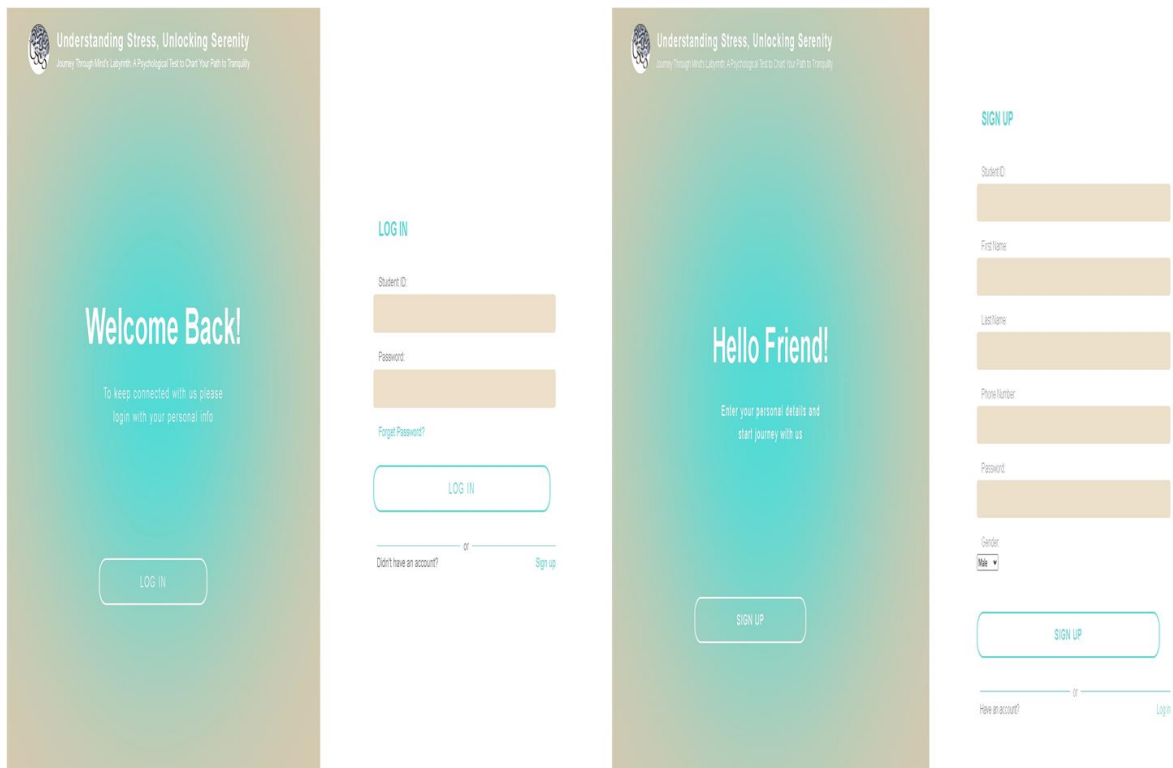 Understanding Stress, Unlocking Serenity
Journey Through Mind's Labyrinth: A Psychological Test to Chart Your Path to Tranquility
Welcome Back!
To keep connected with us please
login with your personal info
LOG IN
LOG IN
Student ID:
Password:
Forget Password?
LOG IN
or
Didn't have an account? Sign up
Understanding Stress, Unlocking Serenity
Journey Through Mind's Labyrinth: A Psychological Test to Chart Your Path to Tranquility
Hello Friend!
Enter your personal details and
start journey with us
SIGN UP
SIGN UP
Student ID:
First Name:
Last Name:
Phone Number:
Password:
Gender:
Male
SIGN UP
or
Have an account? Log in